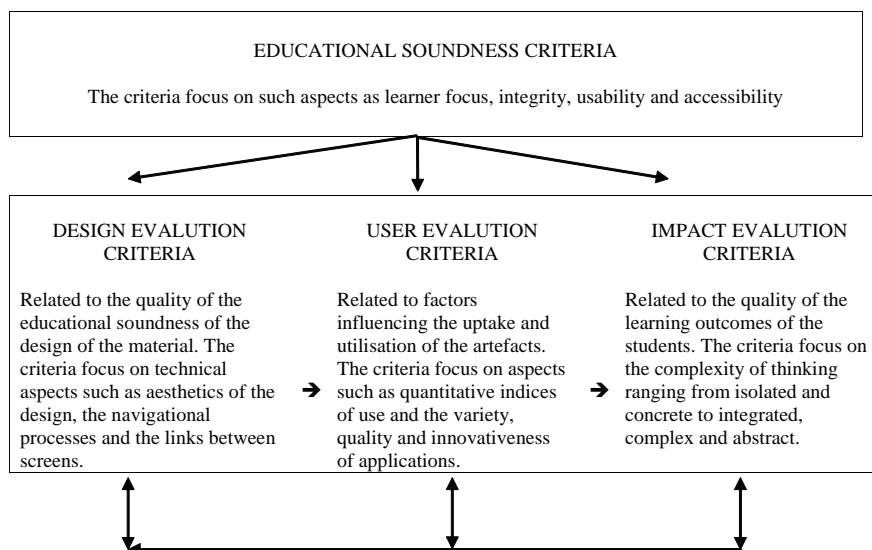 EDUCATIONAL SOUNDNESS CRITERIA
The criteria focus on such aspects as learner focus, integrity, usability and accessibility
DESIGN EVALUTION
CRITERIA
Related to the quality of the
educational soundness of the
design of the material. The
criteria focus on technical
aspects such as aesthetics of the
design, the navigational
processes and the links between
screens.
USER EVALUTION
CRITERIA
Related to factors
influencing the uptake and
utilisation of the artefacts.
The criteria focus on aspects
such as quantitative indices
of use and the variety,
quality and innovativeness
of applications.
IMPACT EVALUTION
CRITERIA
Related to the quality of the
learning outcomes of the
students. The criteria focus on
the complexity of thinking
ranging from isolated and
concrete to integrated,
complex and abstract.